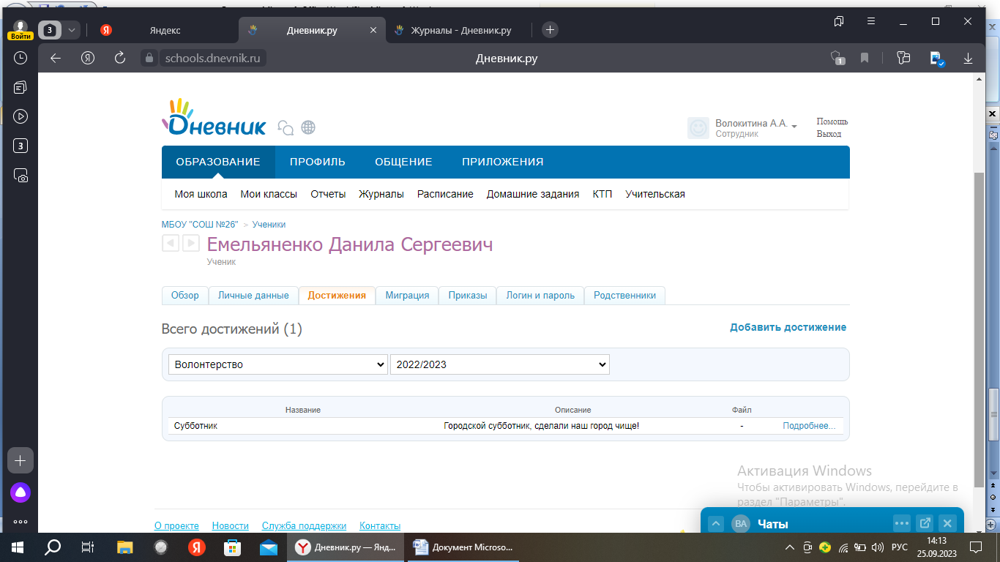 3
Яндекс
Дневник.ру
Журналы - Дневник.ру
Войти
schools.dnevnik.ru
Дневник.ру
1
3
Дневник
Волокитина А.А.
Сотрудник
Помощь
Выход
ОБРАЗОВАНИЕ ПРОФИЛЬ ОБЩЕНИЕ ПРИЛОЖЕНИЯ
Моя школа Мои классы Отчеты Журналы Расписание Домашние задания КТП Учительская
МБОУ "СОШ №26" > Ученики
Емельяненко Данила Сергеевич
Ученик
Обзор Личные данные Достижения Миграция Приказы Логин и пароль Родственники
Всего достижений (1)
Добавить достижение
Волонтерство 2022/2023
Название Описание Файл
Субботник Городской субботник, сделали наш город чище! - Подробнее...
Активация Windows
Чтобы активировать Windows, перейдите в
раздел "Параметры".
О проекте Новости Служба поддержки Контакты
ВА Чаты
Дневник.ру — Янд...
Документ Microso...
РУС
14:13
25.09.2023